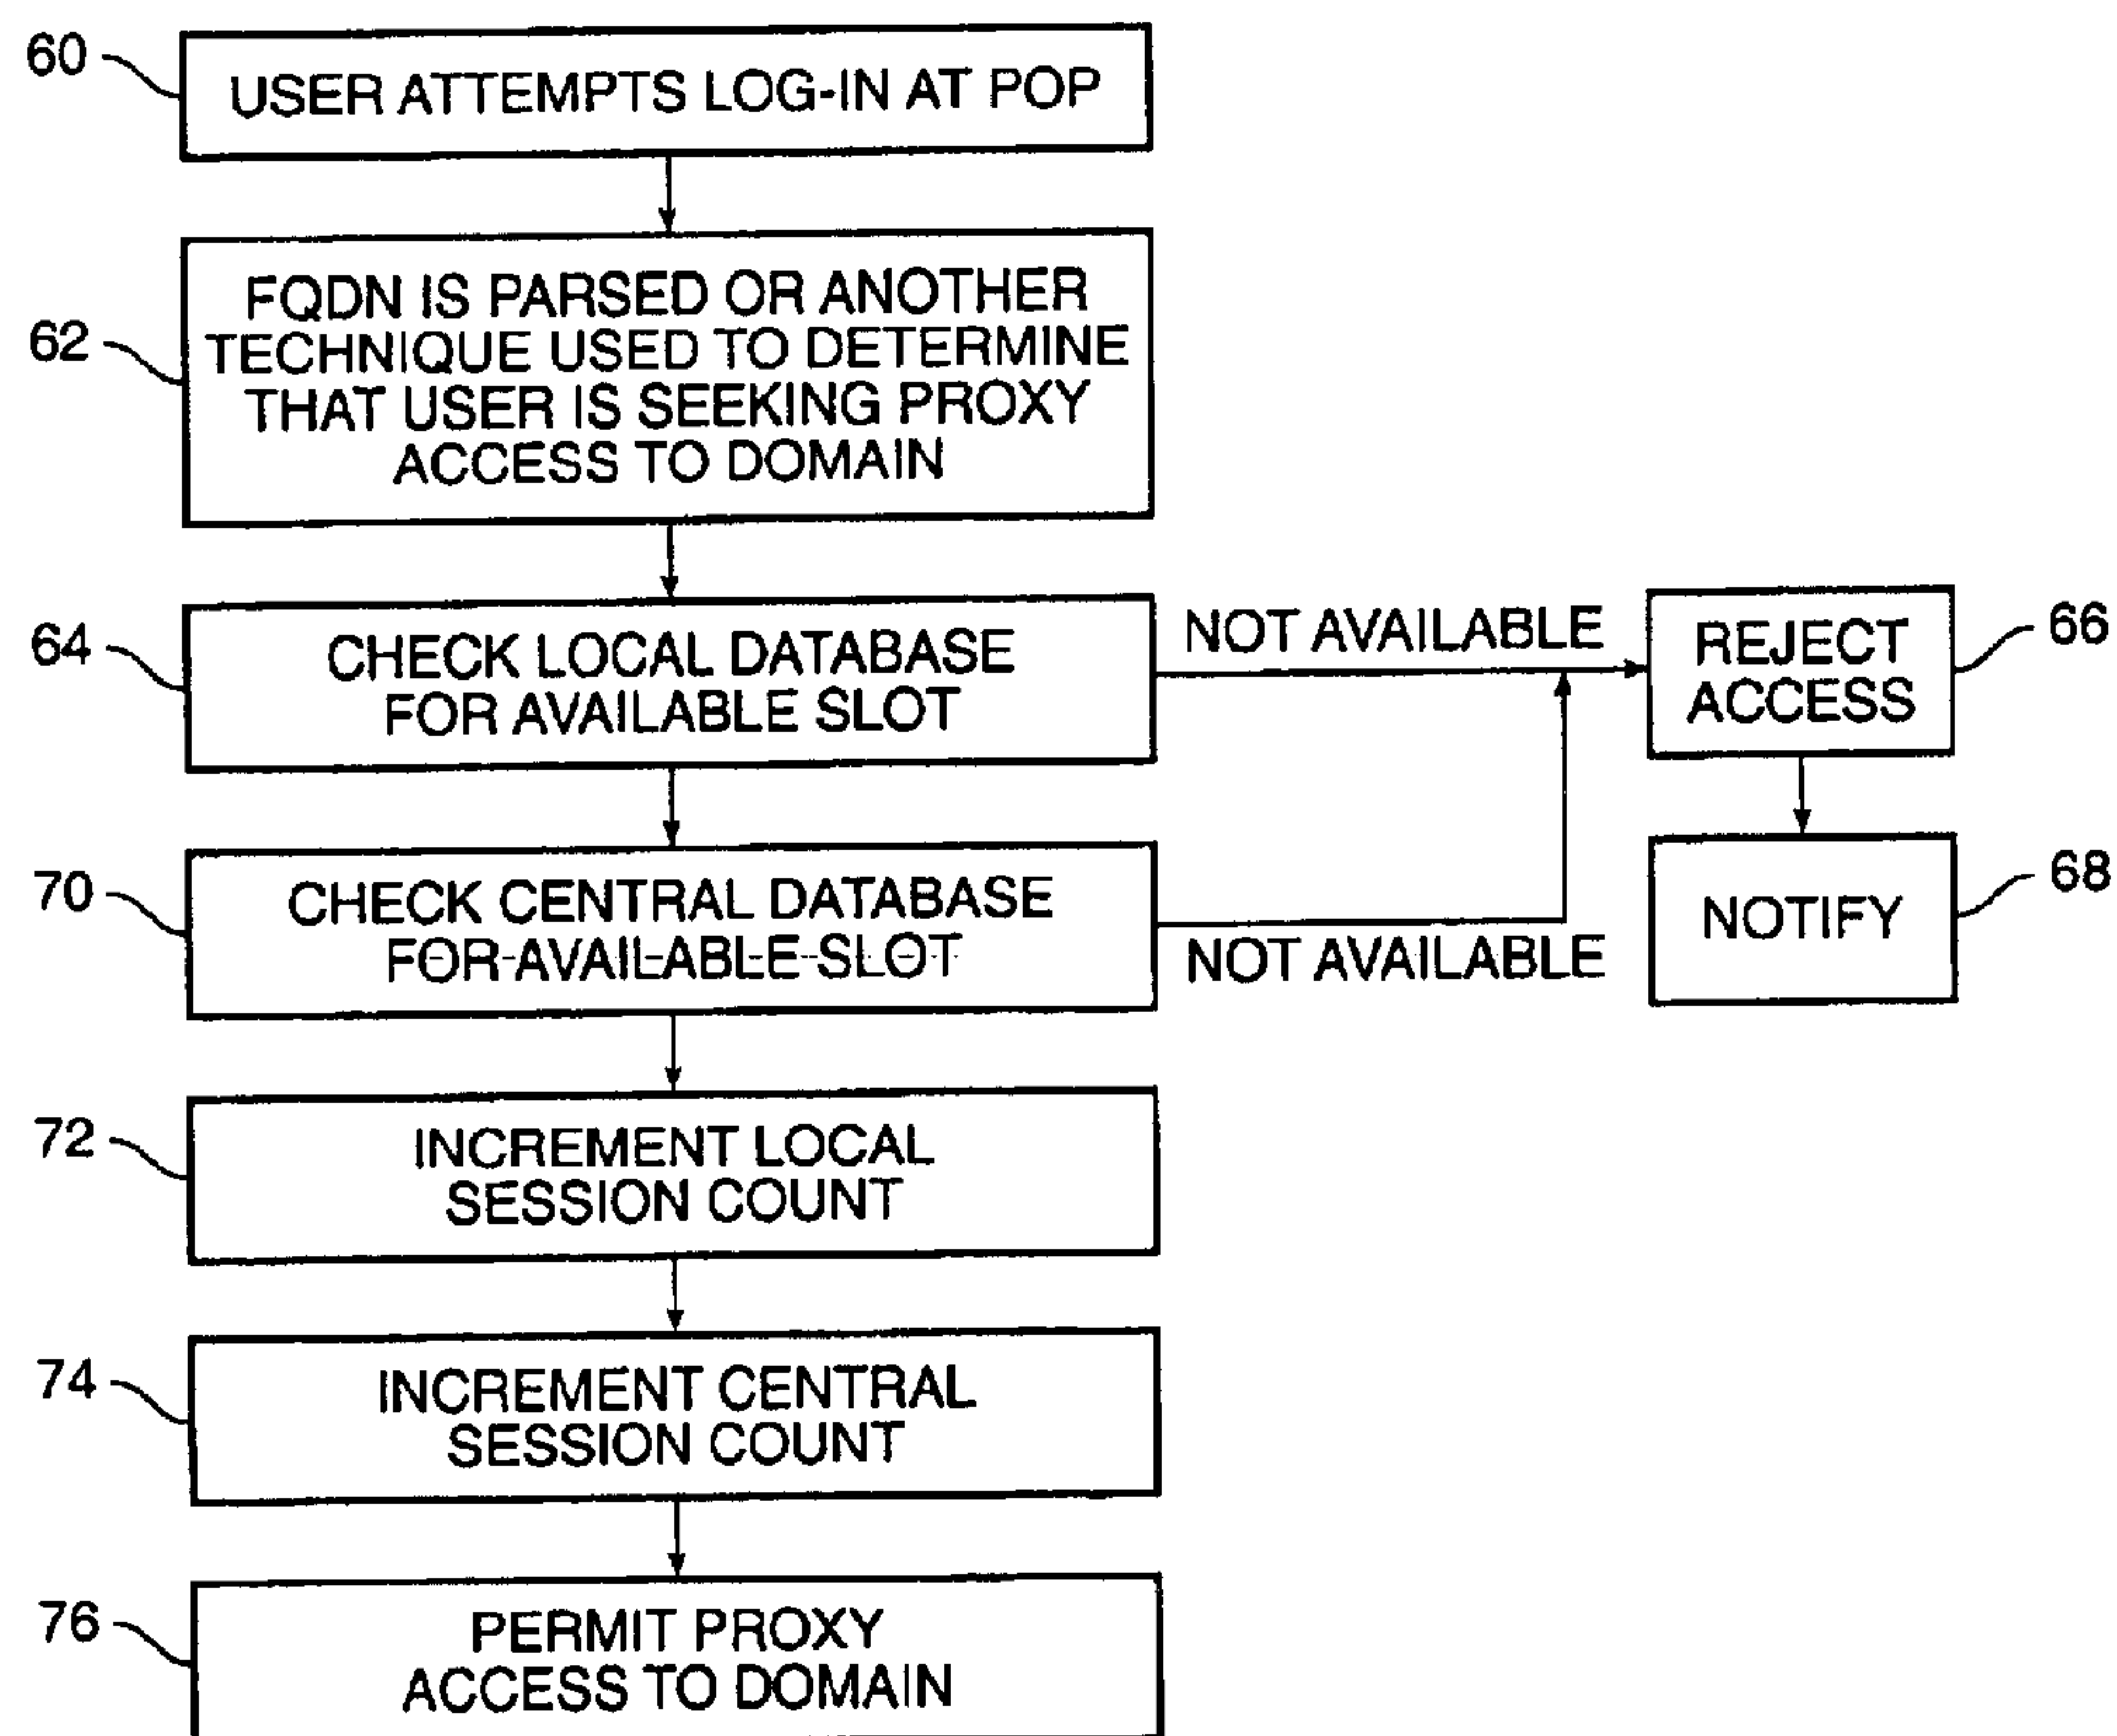 60
USER ATTEMPTS LOG-IN AT POP
62
FQDN IS PARSED OR ANOTHER
TECHNIQUE USED TO DETERMINE
THAT USER IS SEEKING PROXY
ACCESS TO DOMAIN
64
CHECK LOCAL DATABASE
FOR AVAILABLE SLOT
NOT AVAILABLE
REJECT
ACCESS
66
70
CHECK CENTRAL DATABASE
FOR AVAILABLE SLOT
NOT AVAILABLE
NOTIFY
68
72
INCREMENT LOCAL
SESSION COUNT
74
INCREMENT CENTRAL
SESSION COUNT
76
PERMIT PROXY
ACCESS TO DOMAIN